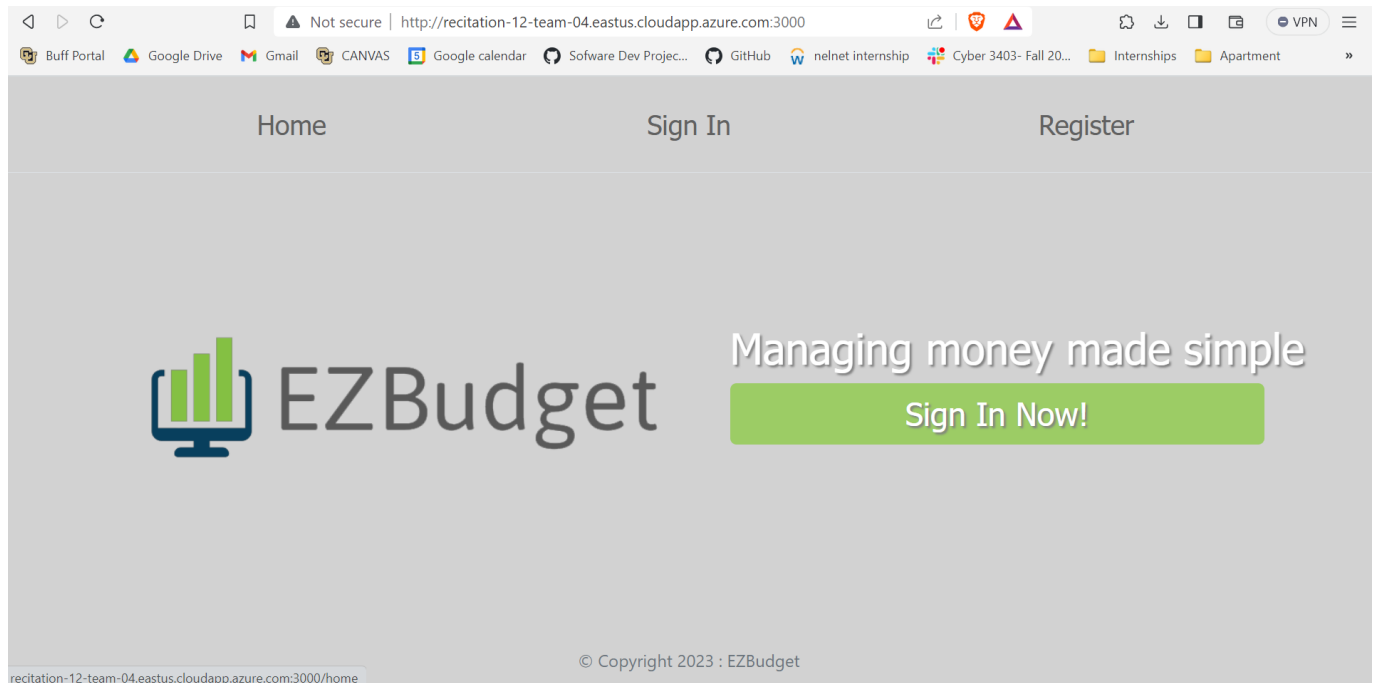 Not secure http://recitation-12-team-04.eastus.cloudapp.azure.com:3000 VPN
Buff Portal Google Drive Gmail CANVAS 5 Google calendar Sofware Dev Projec... GitHub W nelnet internship Cyber 3403- Fall 20... Internships Apartment »
Home Sign In Register
Managing money made simple
EZBudget
Sign In Now!
© Copyright 2023 : EZBudget
recitation-12-team-04.eastus.cloudapp.azure.com:3000/home